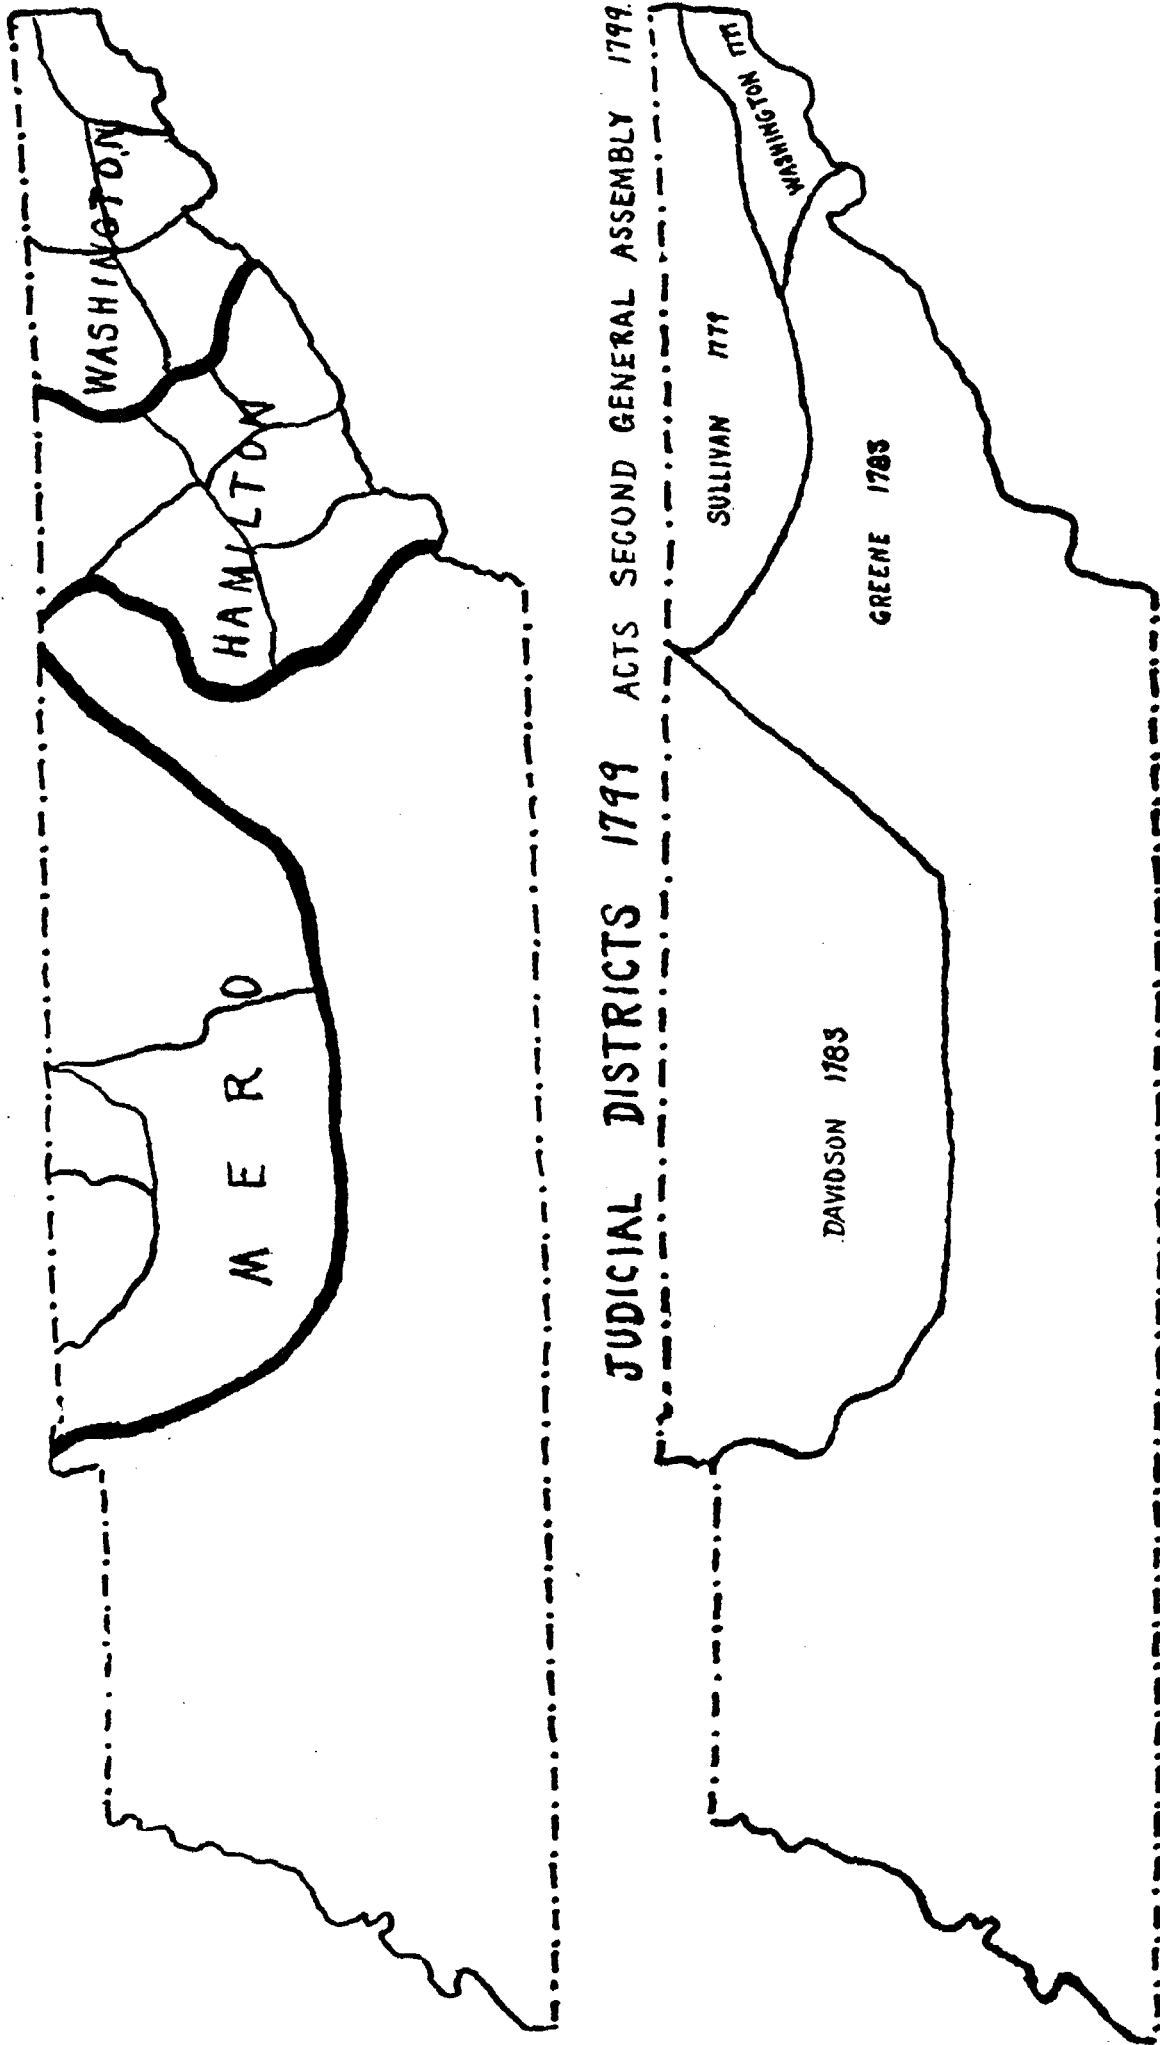 WASHINGTON
HAMILTON
MERO
JUDICIAL DISTRICTS 1799 ACTS SECOND GENERAL ASSEMBLY 1799.
WASHINGTON 1777
SULLIVAN 1779
GREENE 1783
DAVIDSON 1783